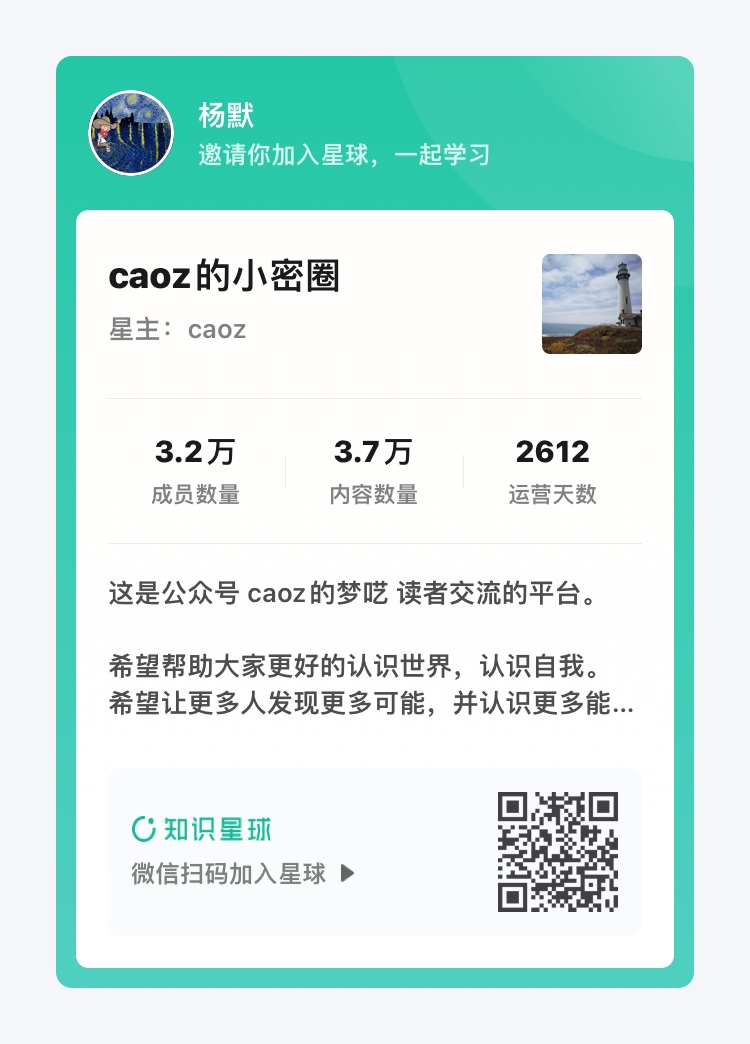 杨默
邀请你加入星球，一起学习
caoz的小密圈
星主：caoz
3.2万 3.7万 2612
成员数量 内容数量 运营天数
这是公众号 caoz的梦呓 读者交流的平台。
希望帮助大家更好的认识世界，认识自我。
希望让更多人发现更多可能，并认识更多能...
知识星球
微信扫码加入星球